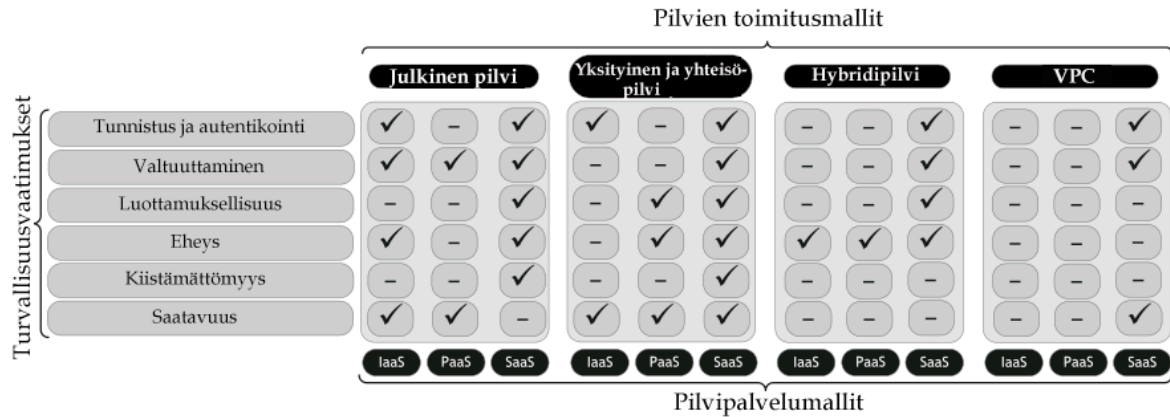 Pilvien toimitusmallit
Julkinen pilvi
Yksityinen ja yhteisö-
pilvi
Hybridipilvi
VPC
Turvallisuusvaatimukset
Tunnistus ja autentikointi
✓ – ✓ ✓ – ✓ – – ✓ – – ✓
Valtuuttaminen
✓ ✓ ✓ – – ✓ – – ✓ – – ✓
Luottamuksellisuus
– – ✓ – ✓ ✓ – – ✓ – – –
Eheys
✓ – ✓ – ✓ ✓ ✓ ✓ ✓ – – –
Kiistämättömyys
– – ✓ – – ✓ – – – – – –
Saatavuus
✓ ✓ – ✓ ✓ ✓ – – – – – ✓
IaaS PaaS SaaS IaaS PaaS SaaS IaaS PaaS SaaS IaaS PaaS SaaS
Pilvipalvelumallit